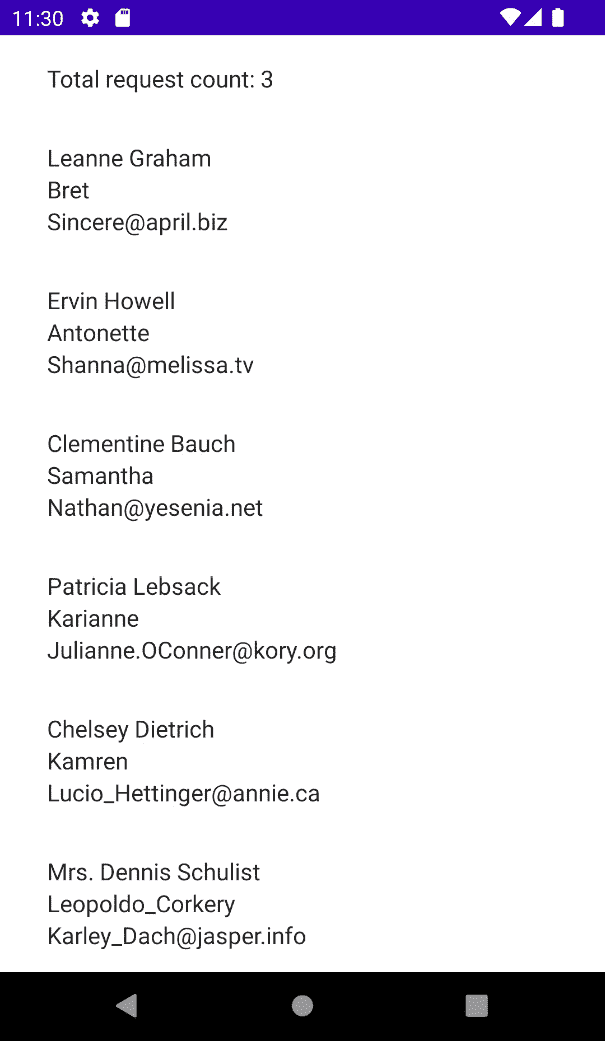 11:30
Total request count: 3
Leanne Graham
Bret
Sincere@april.biz
Ervin Howell
Antonette
Shanna@melissa.tv
Clementine Bauch
Samantha
Nathan@yesenia.net
Patricia Lebsack
Karianne
Julianne.OConner@kory.org
Chelsey Dietrich
Kamren
Lucio_Hettinger@annie.ca
Mrs. Dennis Schulist
Leopoldo_Corkery
Karley_Dach@jasper.info